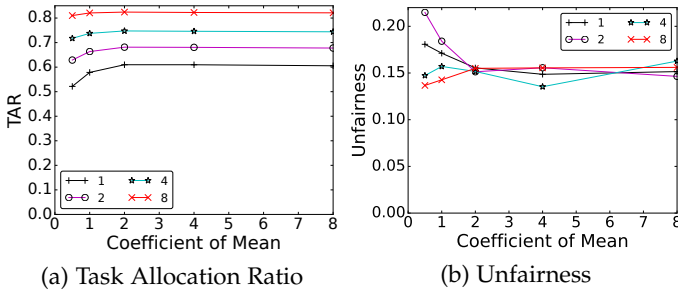 0.8
0.7
0.6
0.5
0.4
0.3
0.2
0.1
0.0
TAR
1
2
4
8
0 1 2 3 4 5 6 7 8
Coefficient of Mean
(a) Task Allocation Ratio
0.20
0.15
0.10
0.05
0.00
Unfairness
1
2
4
8
0 1 2 3 4 5 6 7 8
Coefficient of Mean
(b) Unfairness